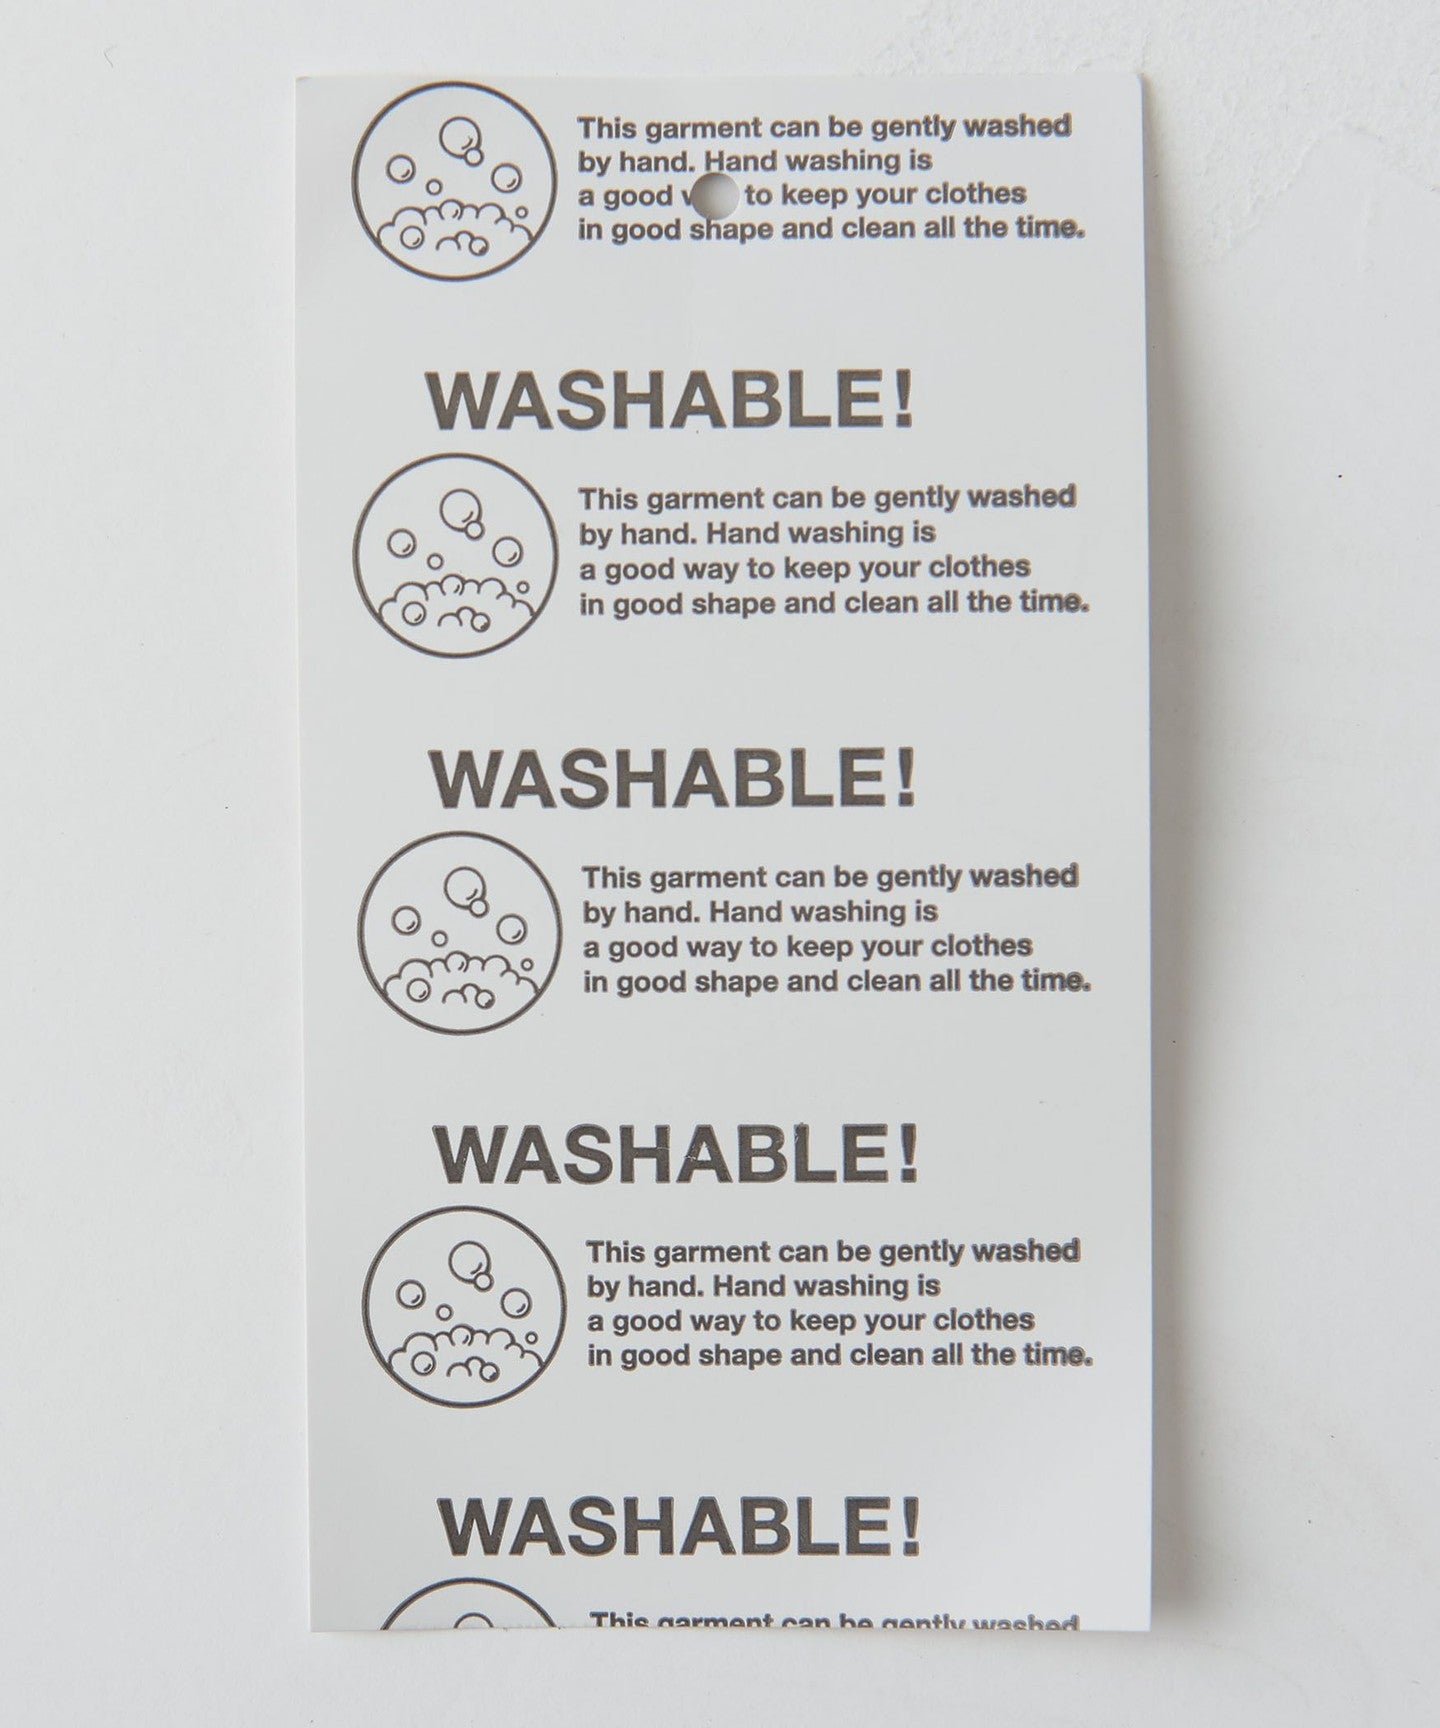 This garment can be gently washed
by hand. Hand washing is
a good to keep your clothes
in good shape and clean all the time.
WASHABLE!
This garment can be gently washed
by hand. Hand washing is
a good way to keep your clothes
in good shape and clean all the time.
WASHABLE!
This garment can be gently washed
by hand. Hand washing is
a good way to keep your clothes
in good shape and clean all the time.
WASHABLE!
This garment can be gently washed
by hand. Hand washing is
a good way to keep your clothes
in good shape and clean all the time.
WASHABLE!
This garment can be gently washed